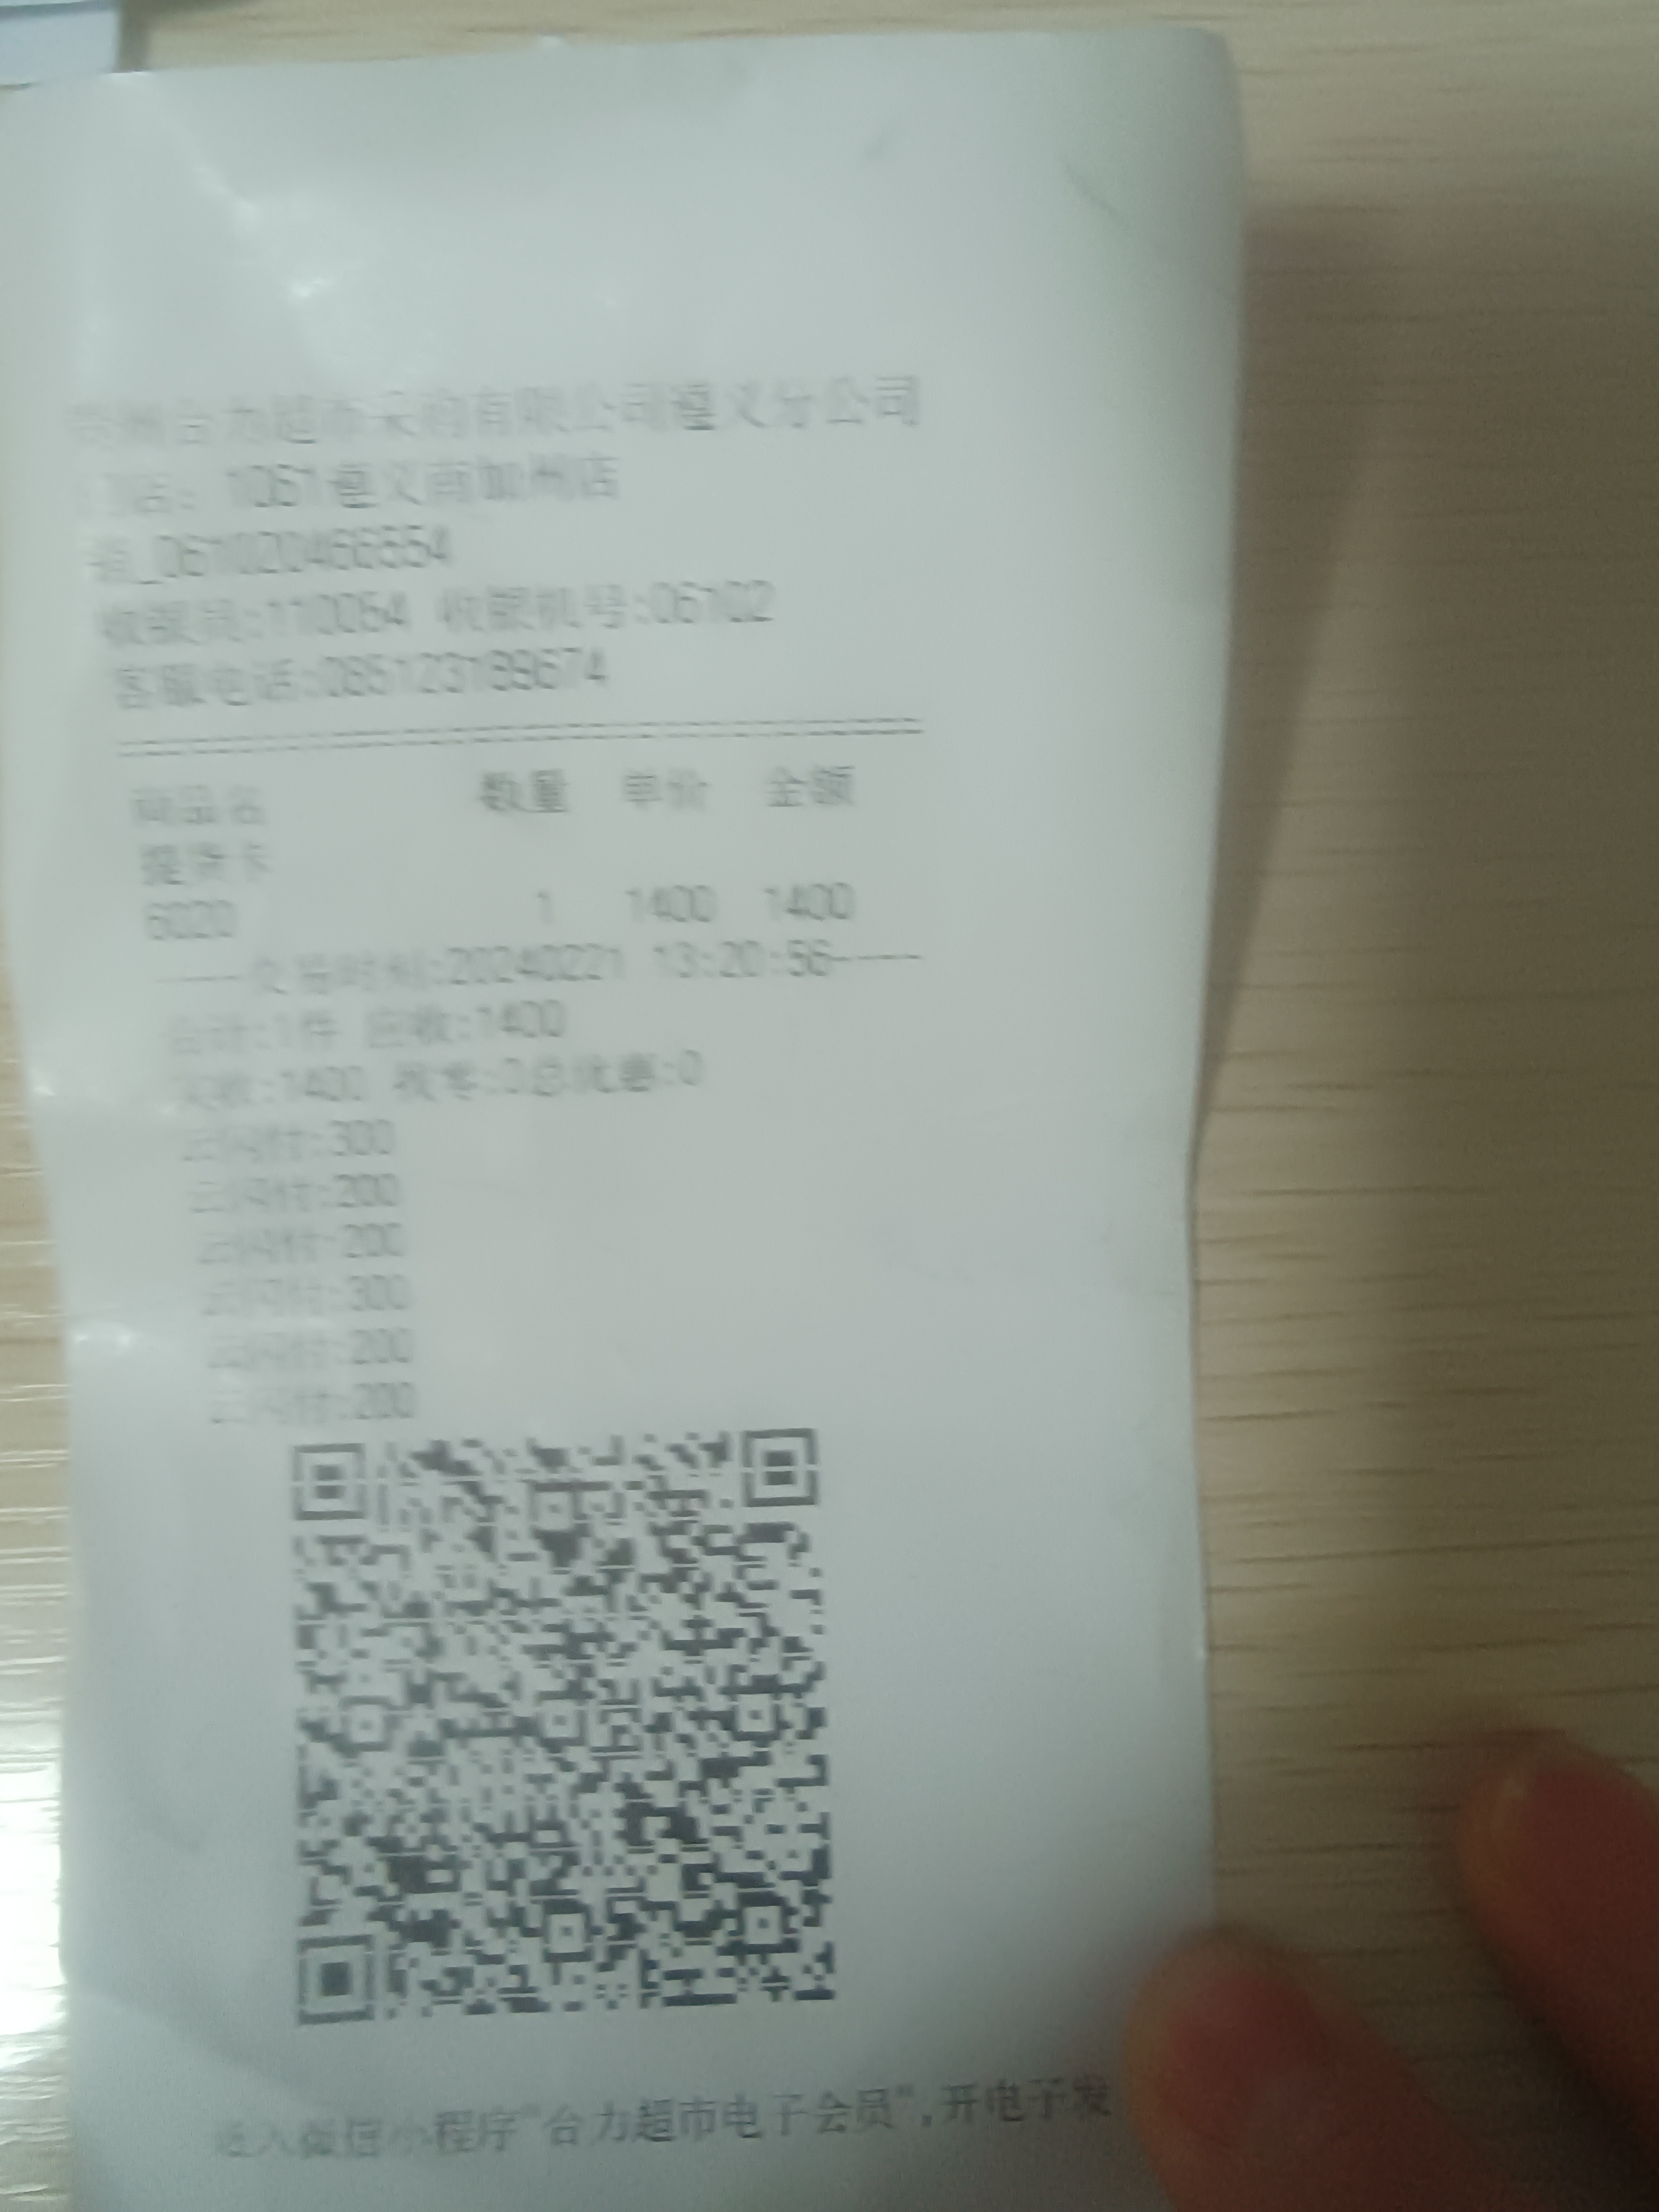 贵州合力超市采购有限公司遵义分公司
门店: 1061遵义南加州店
销_061020466554
收银员:110054 收银机号:06102
客服电话:085123199674
商品名 数量 单价 金额
提货卡
6020 1 1400 1400
----交易时刻:20240221 13:20:56-----
合计:1件 应收:1400
实收:1400 找零:0总优惠:0
云闪付:300
云闪付:200
云闪付:200
云闪付:300
云闪付:200
云闪付:200
进入微信小程序"合力超市电子会员",开电子发